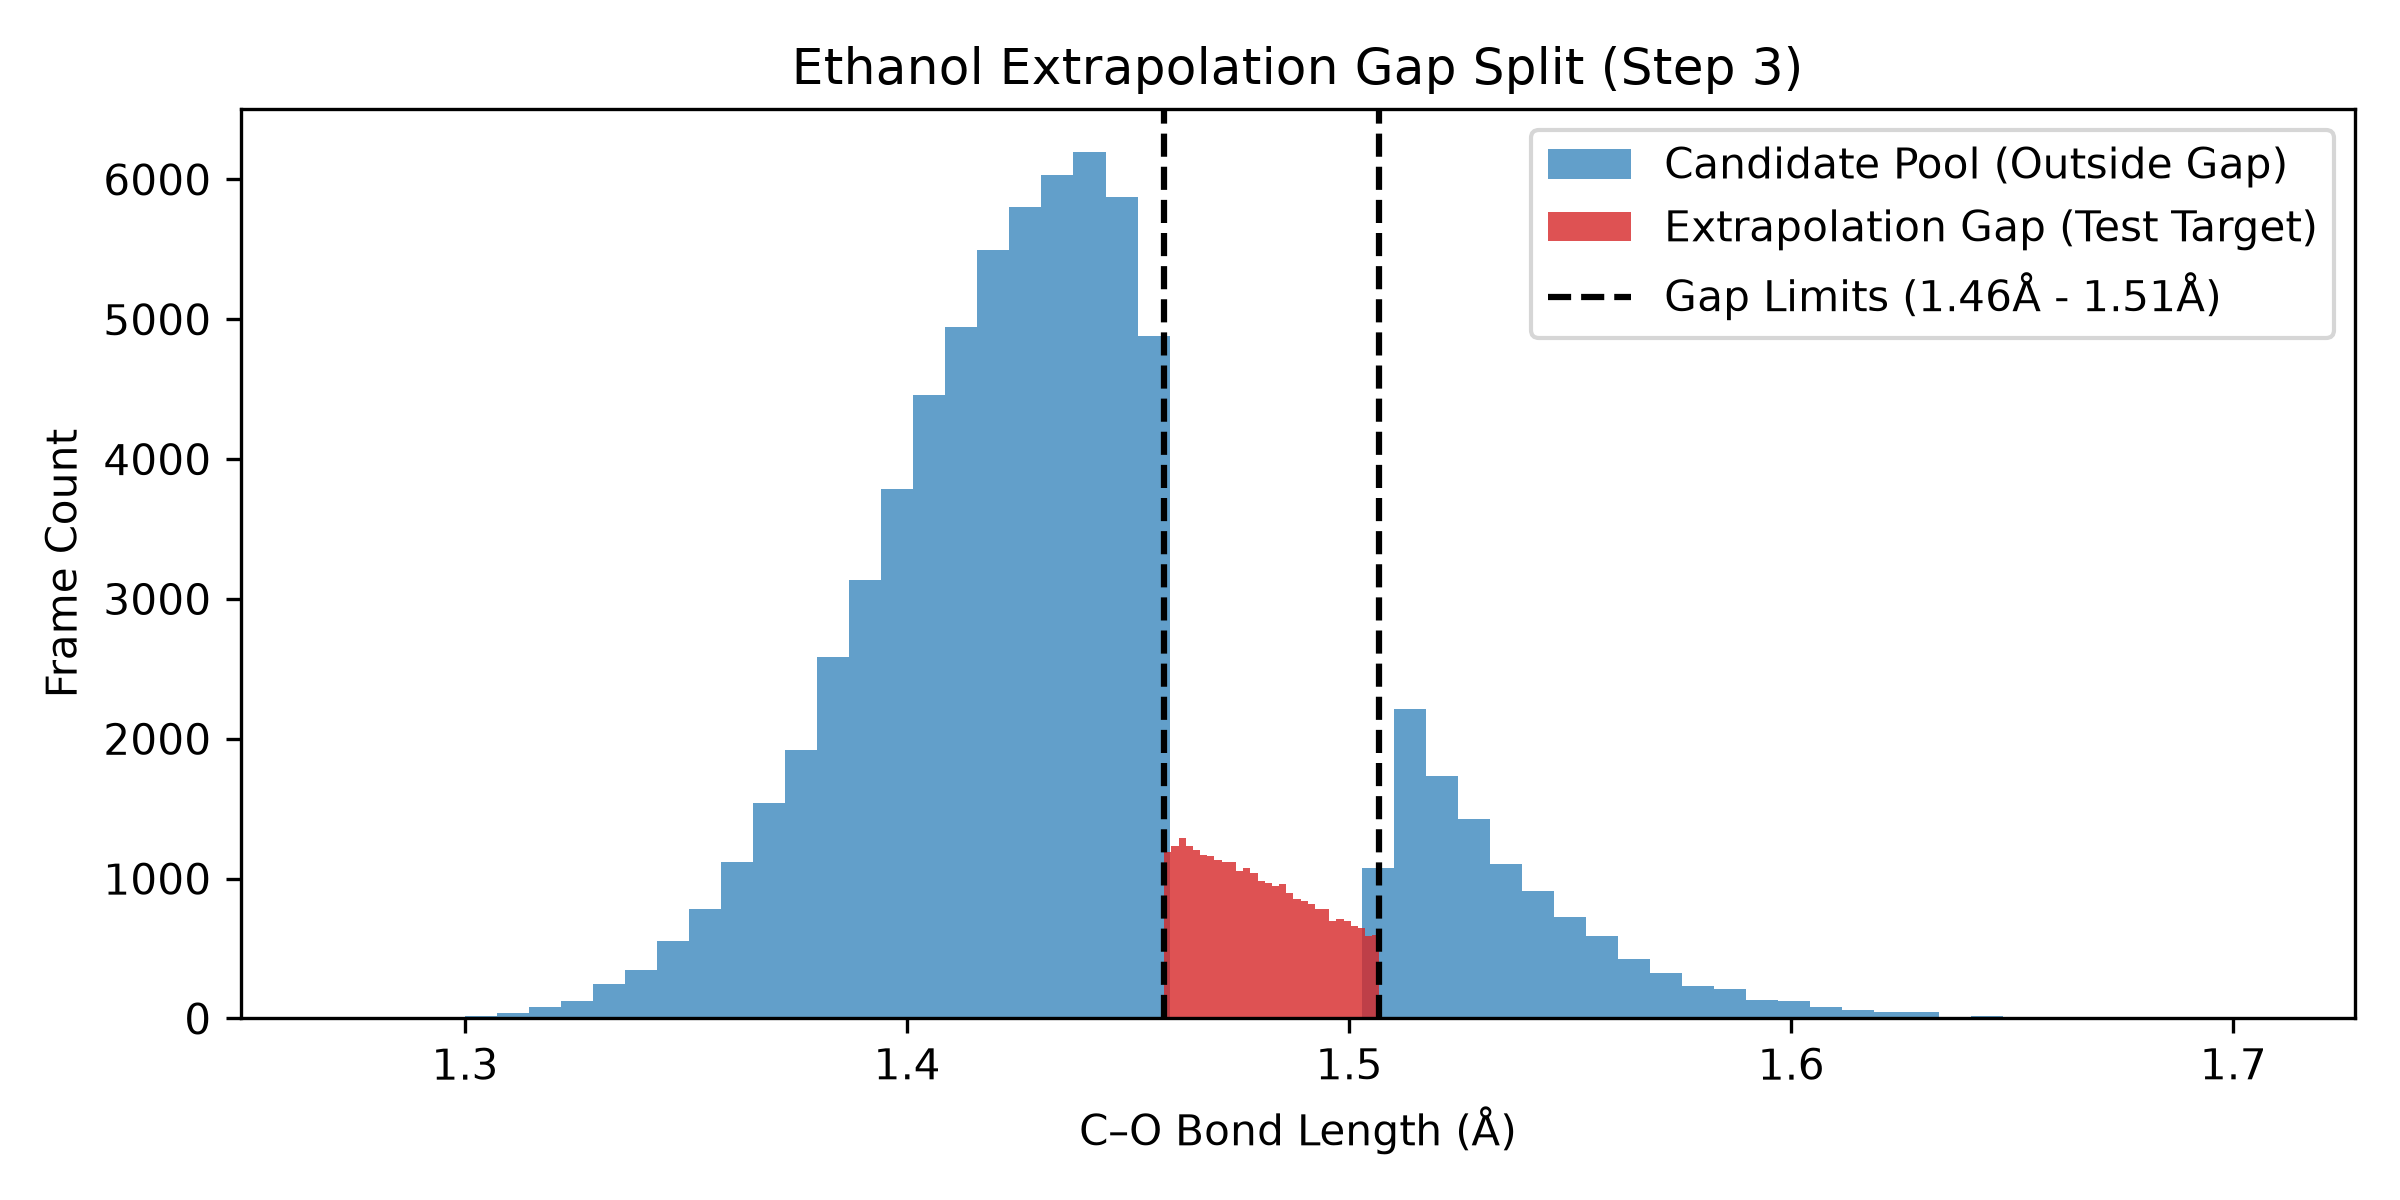 Ethanol Extrapolation Gap Split (Step 3)
Candidate Pool (Outside Gap)
Extrapolation Gap (Test Target)
Gap Limits (1.46Å - 1.51Å)
Frame Count
6000
5000
4000
3000
2000
1000
0
1.3 1.4 1.5 1.6 1.7
C–O Bond Length (Å)